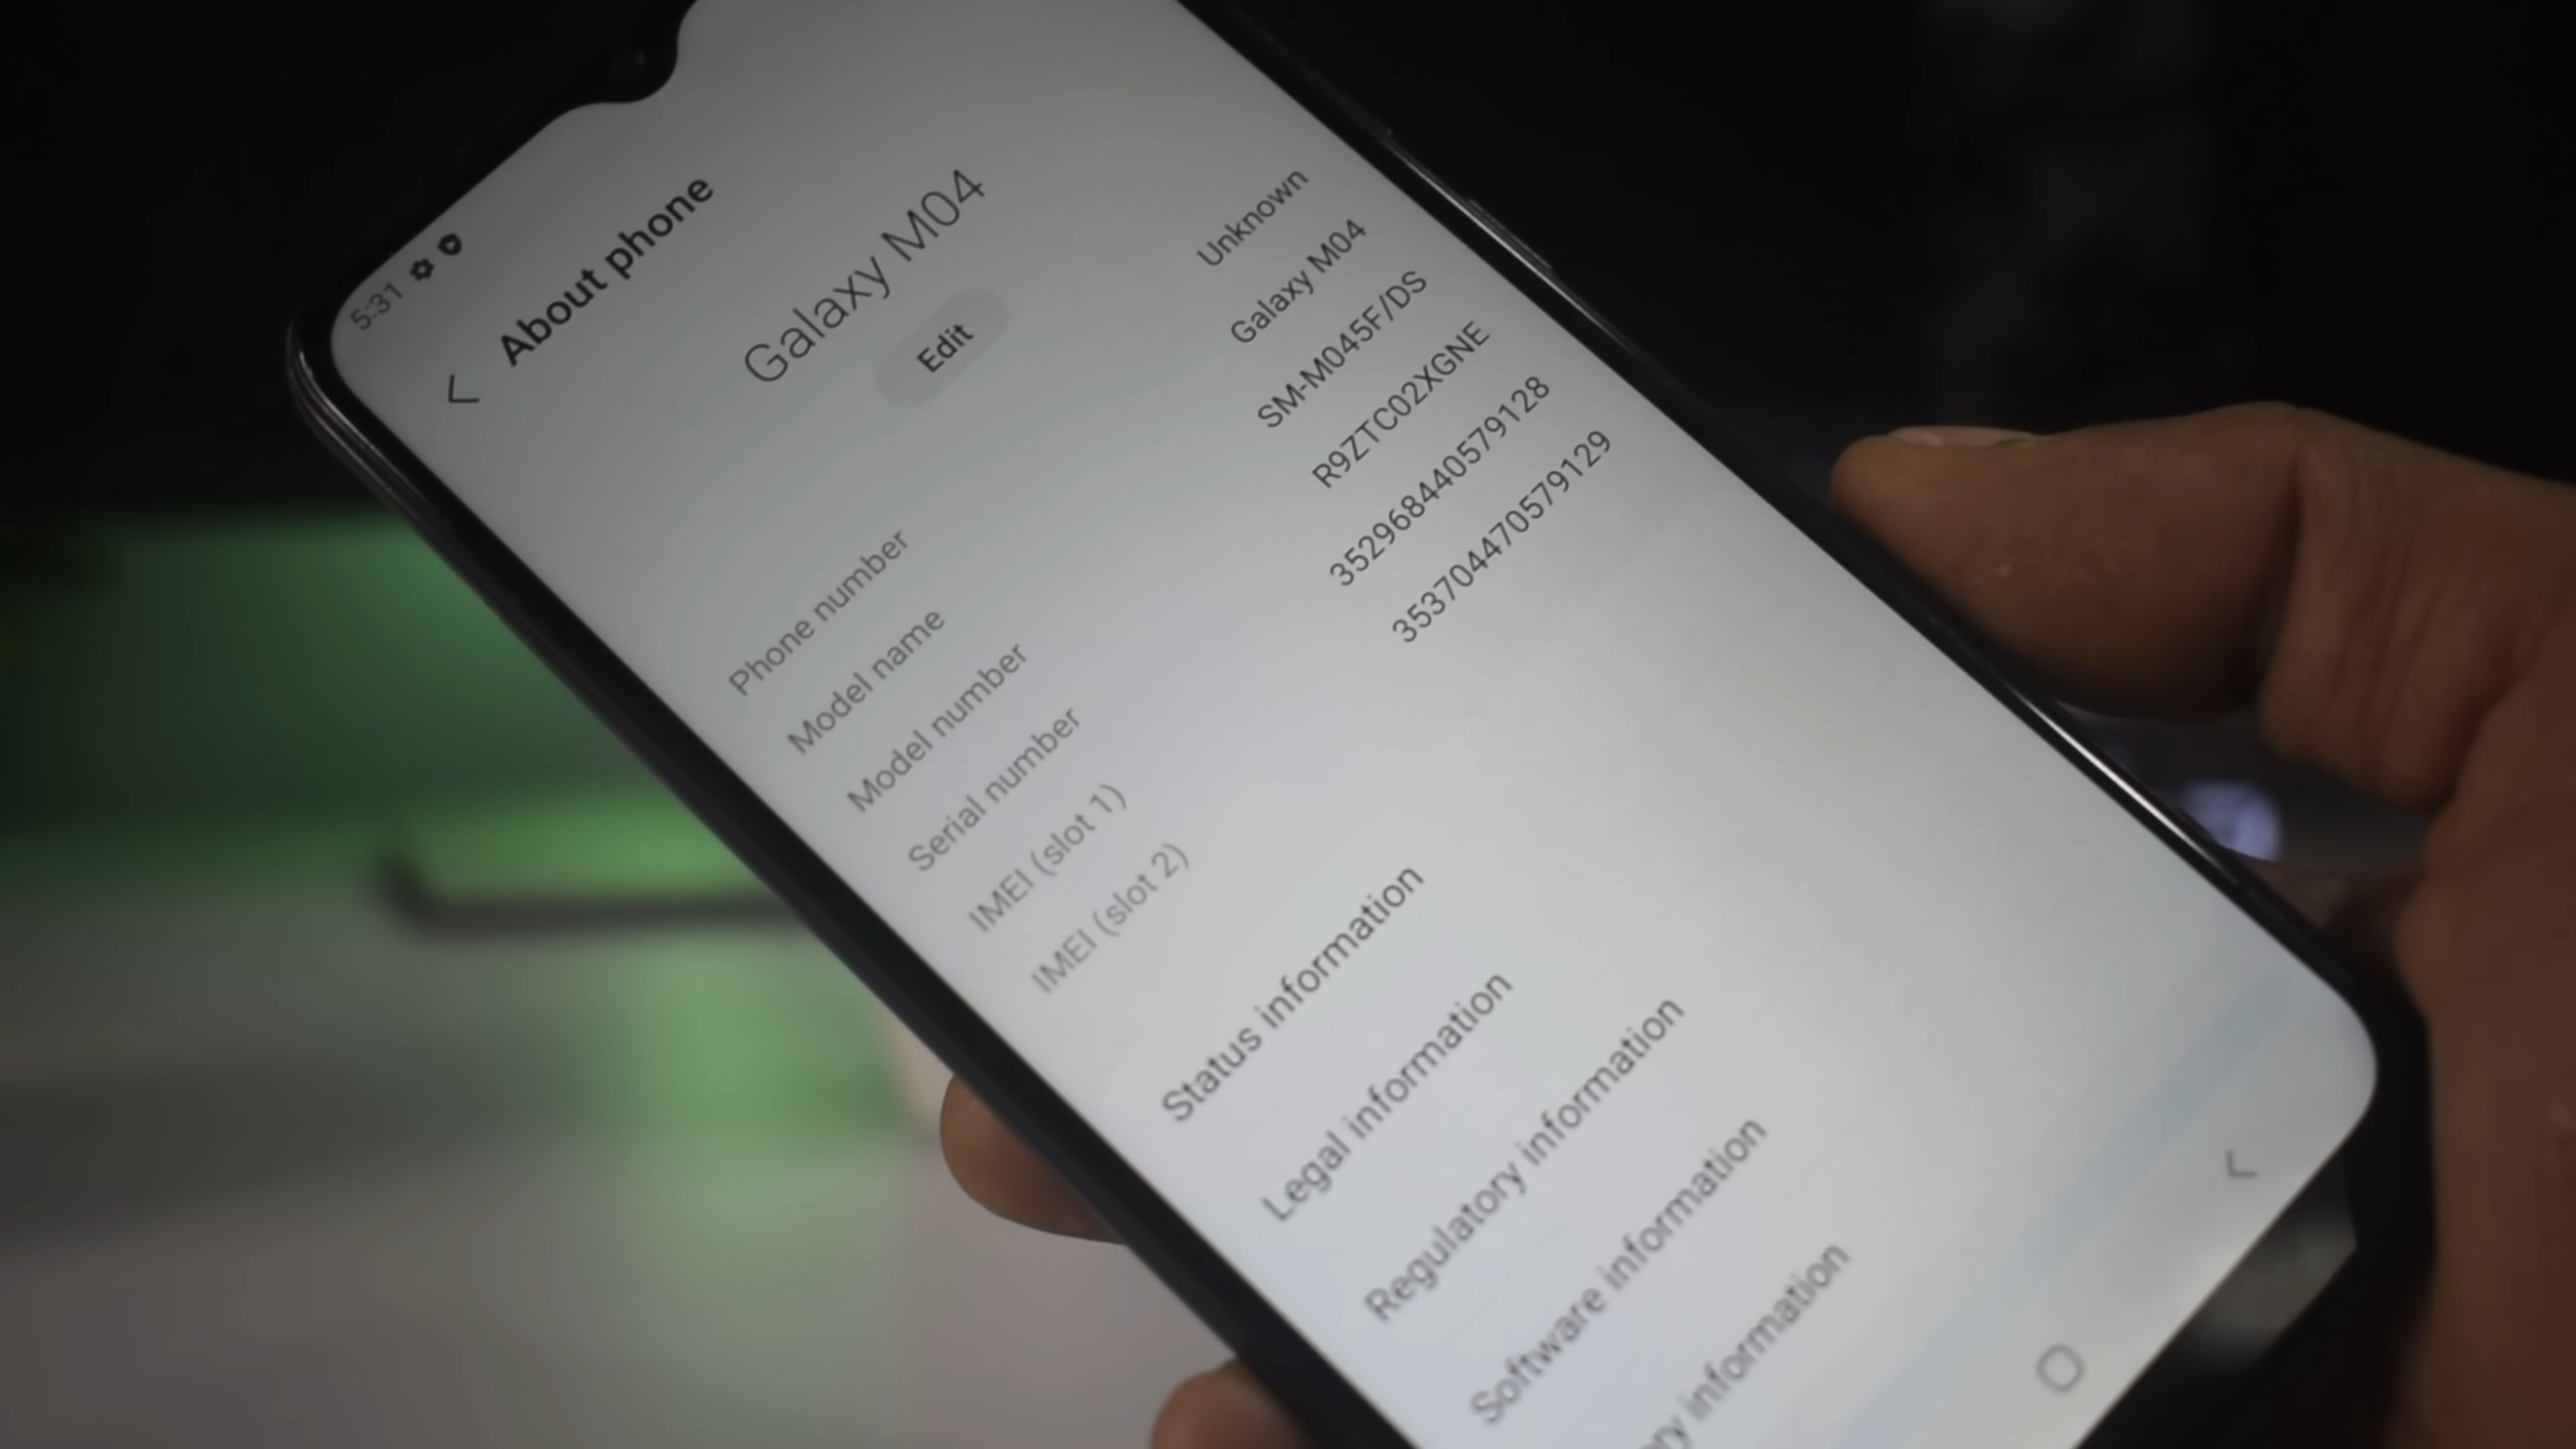 5:31
About phone
Galaxy M04
Edit
Phone number Unknown
Model name Galaxy M04
Model number SM-M045F/DS
Serial number R9ZTC02XGNE
IMEI (slot 1) 352968440579128
IMEI (slot 2) 353704470579129
Status information
Legal information
Regulatory information
Software information
information